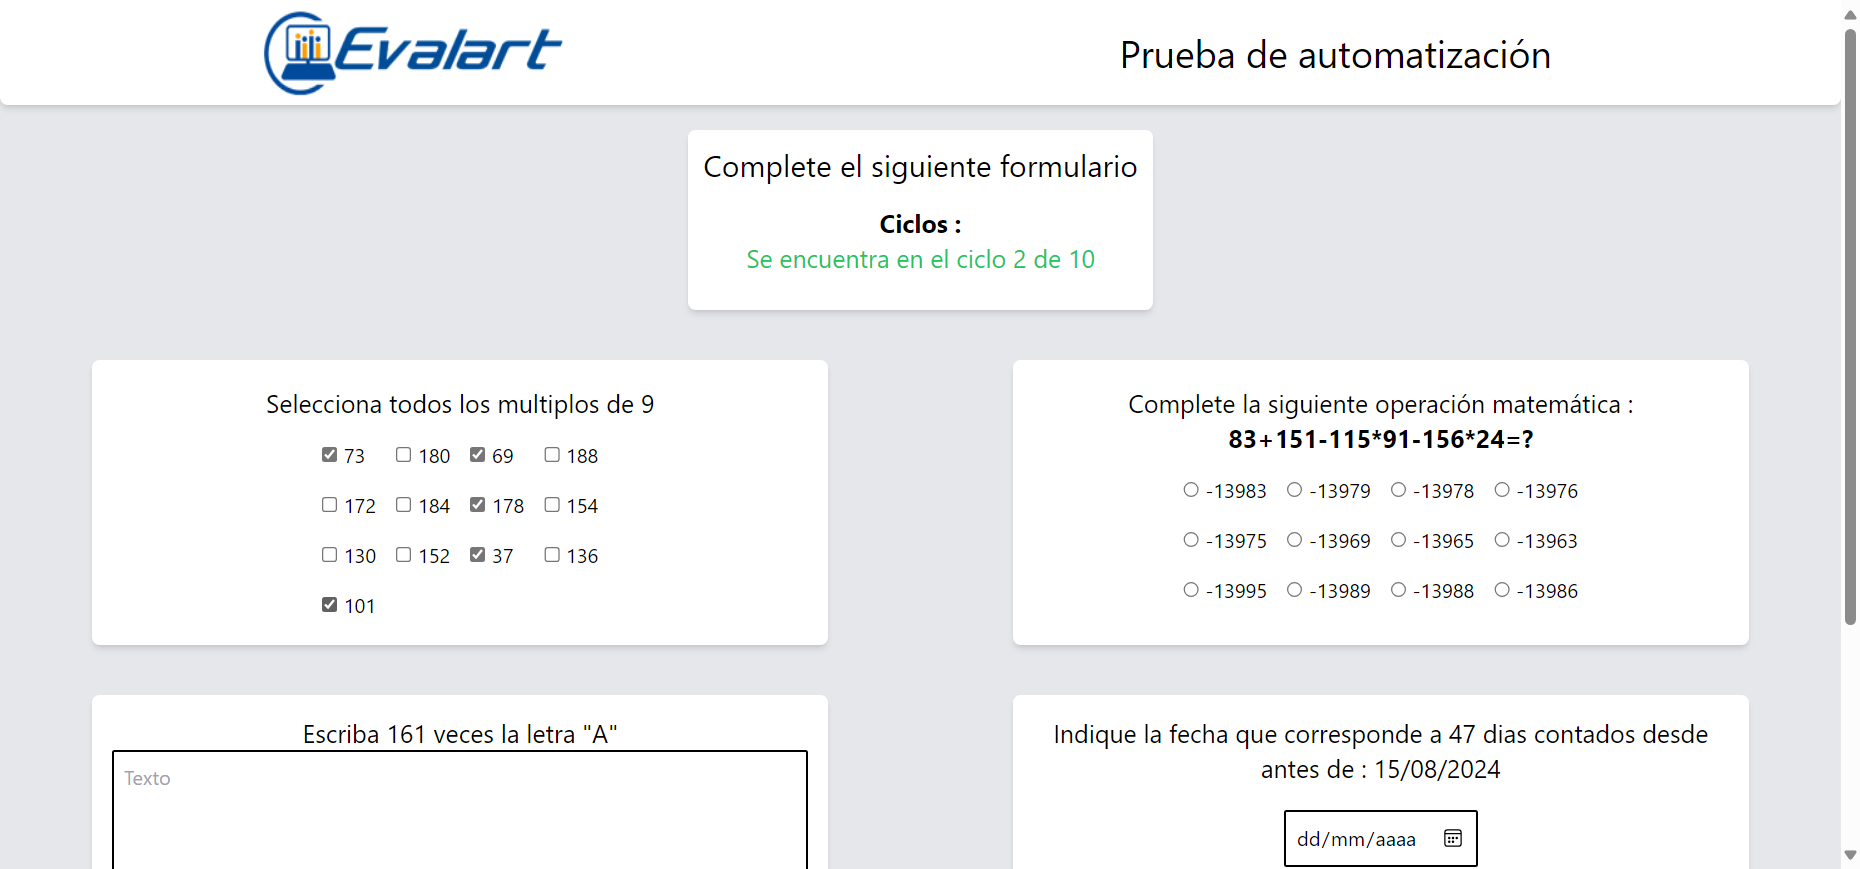 Evalart
Prueba de automatización
Complete el siguiente formulario
Ciclos :
Se encuentra en el ciclo 2 de 10
Selecciona todos los multiplos de 9
73 180 69 188
172 184 178 154
130 152 37 136
101
Complete la siguiente operación matemática :
83+151-115*91-156*24=?
-13983 -13979 -13978 -13976
-13975 -13969 -13965 -13963
-13995 -13989 -13988 -13986
Escriba 161 veces la letra "A"
Texto
Indique la fecha que corresponde a 47 dias contados desde
antes de : 15/08/2024
dd/mm/aaaa